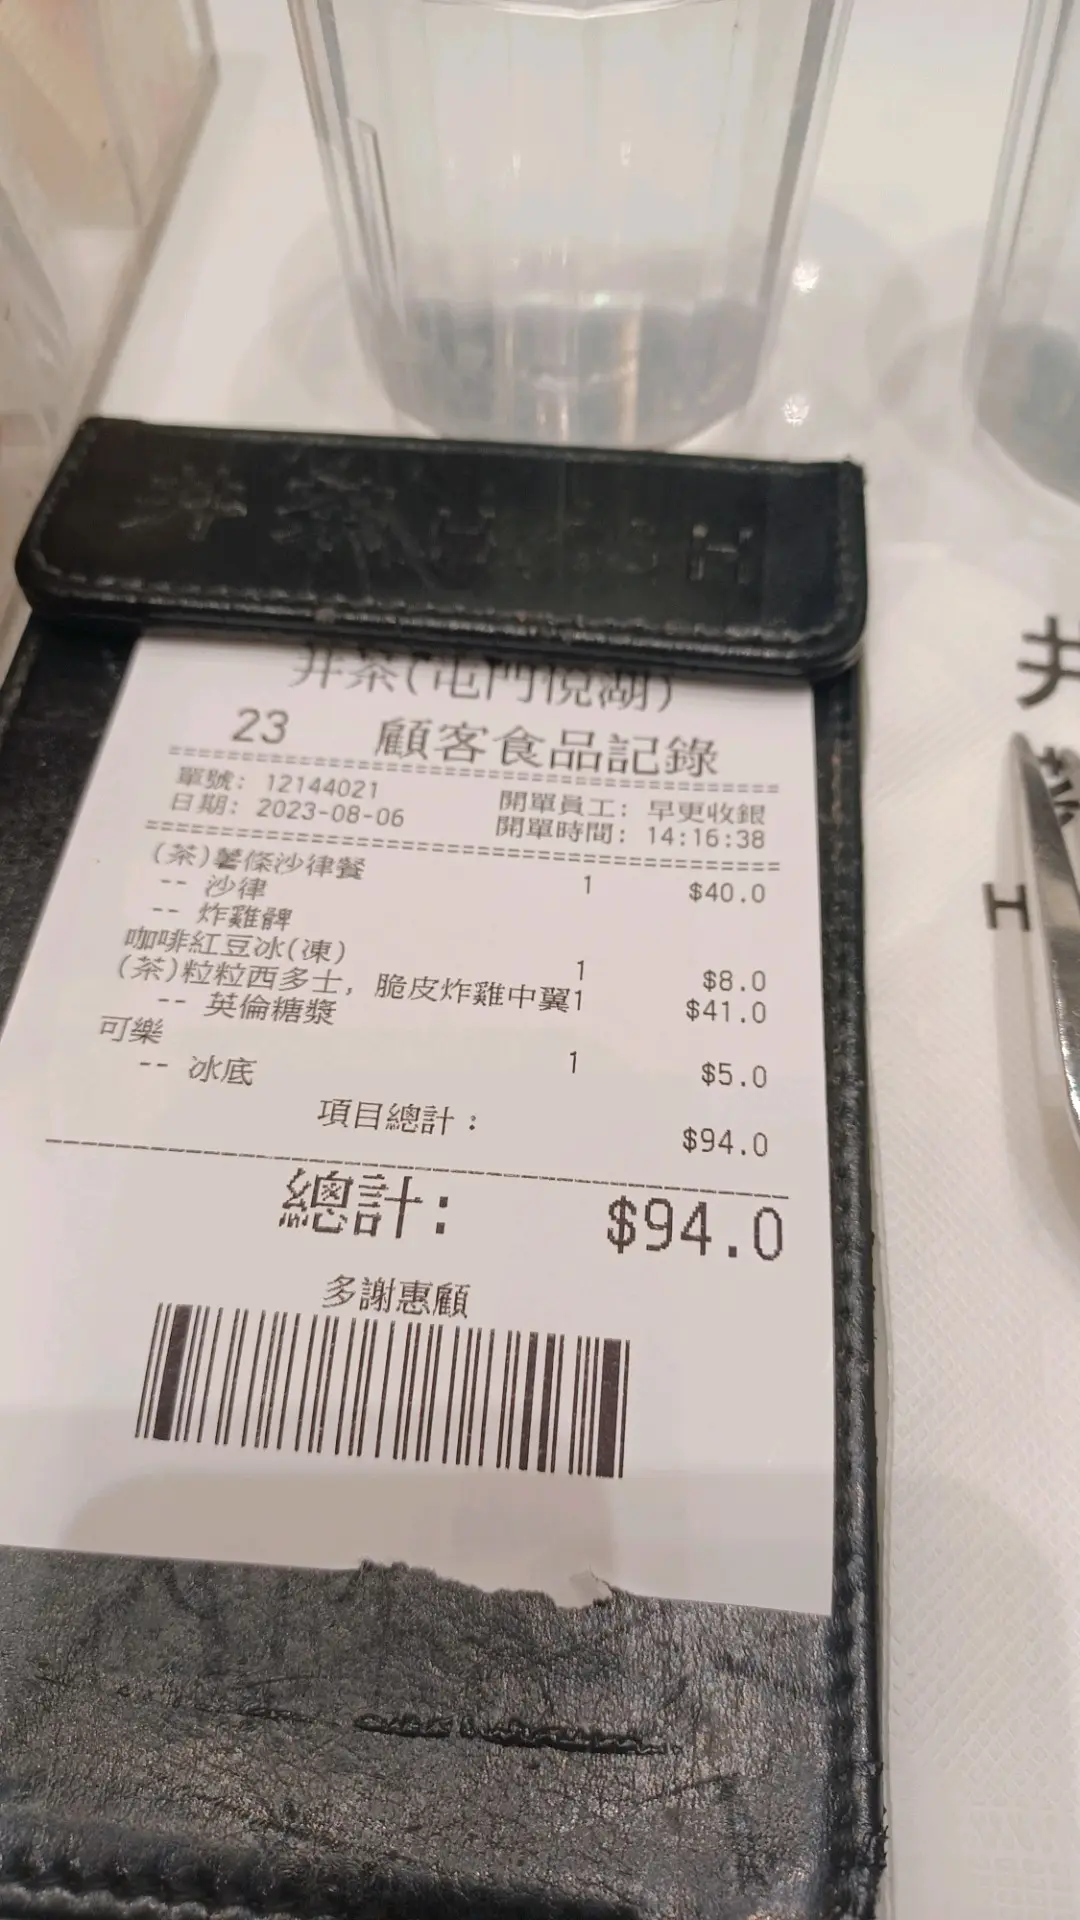 井茶(屯門悅湖)
23 顧客食品記錄
單號: 12144021 開單員工: 早更收銀
日期: 2023-08-06 開單時間: 14:16:38
(茶)薯條沙律餐 1 $40.0
-- 沙律
-- 炸雞髀
咖啡紅豆冰(凍) 1 $8.0
(茶)粒粒西多士, 脆皮炸雞中翼1 $41.0
-- 英倫糖漿
可樂 1 $5.0
-- 冰底
項目總計: $94.0
總計: $94.0
多謝惠顧
井
H